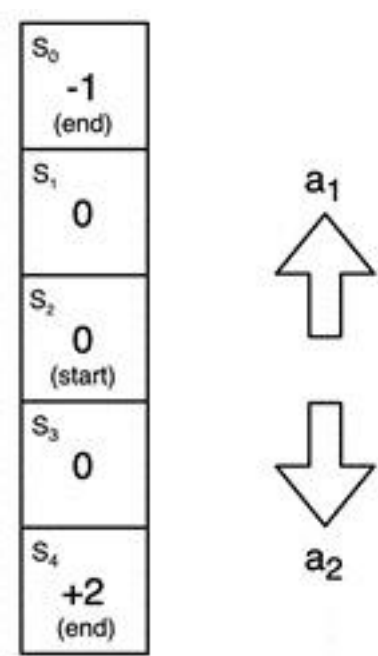 S₀
-1
(end)
S₁
0
S₂
0
(start)
S₃
0
S₄
+2
(end)
a₁
a₂